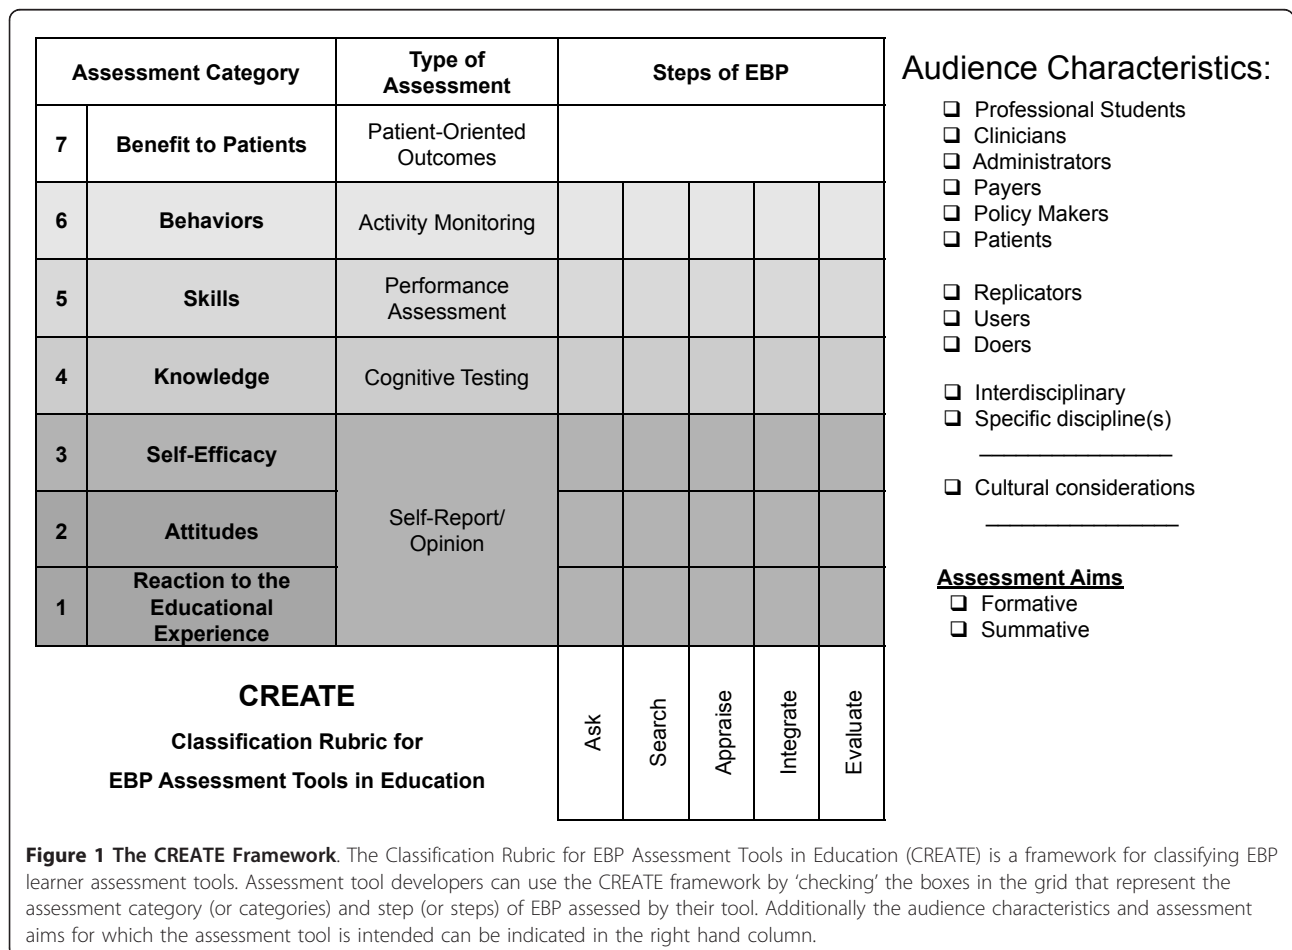 Assessment Category
Type of
Assessment
Steps of EBP
7
Benefit to Patients
Patient-Oriented
Outcomes
6
Behaviors
Activity Monitoring
5
Skills
Performance
Assessment
4
Knowledge
Cognitive Testing
3
Self-Efficacy
2
Attitudes
Self-Report/
Opinion
1
Reaction to the
Educational
Experience
Ask
Search
Appraise
Integrate
Evaluate
CREATE
Classification Rubric for
EBP Assessment Tools in Education
Audience Characteristics:
Professional Students
Clinicians
Administrators
Payers
Policy Makers
Patients
Replicators
Users
Doers
Interdisciplinary
Specific discipline(s)
Cultural considerations
Assessment Aims
Formative
Summative
Figure 1 The CREATE Framework. The Classification Rubric for EBP Assessment Tools in Education (CREATE) is a framework for classifying EBP
learner assessment tools. Assessment tool developers can use the CREATE framework by ‘checking’ the boxes in the grid that represent the
assessment category (or categories) and step (or steps) of EBP assessed by their tool. Additionally the audience characteristics and assessment
aims for which the assessment tool is intended can be indicated in the right hand column.